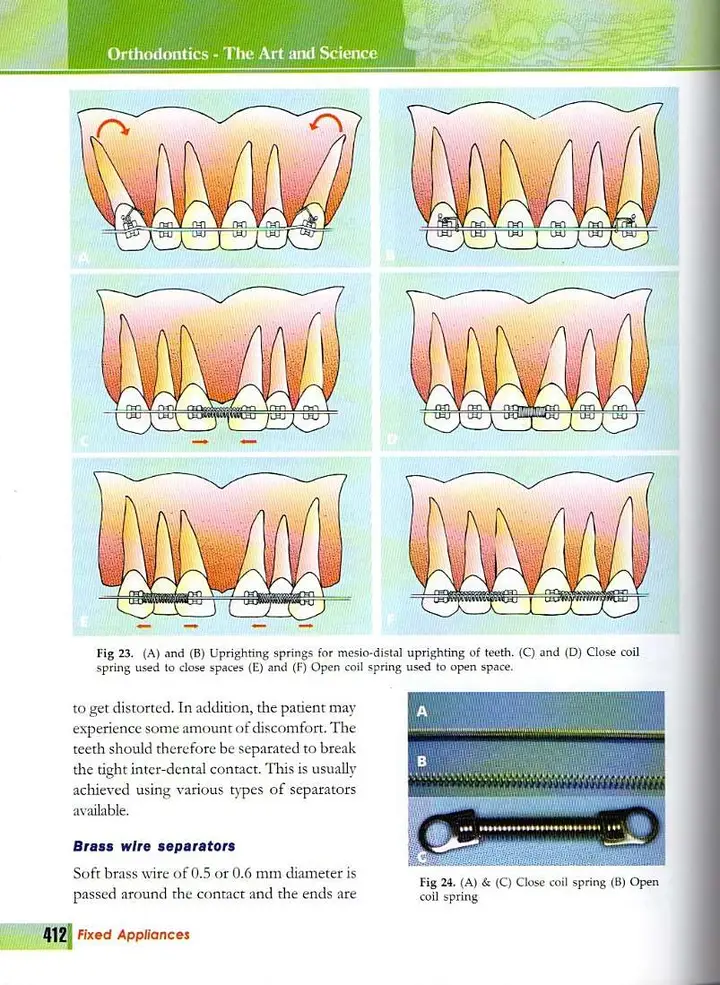 Orthodontics - The Art and Science
A
B
C
D
E
F
Fig 23. (A) and (B) Uprighting springs for mesio-distal uprighting of teeth. (C) and (D) Close coil
spring used to close spaces (E) and (F) Open coil spring used to open space.
to get distorted. In addition, the patient may
experience some amount of discomfort. The
teeth should therefore be separated to break
the tight inter-dental contact. This is usually
achieved using various types of separators
available.
Brass wire separators
Soft brass wire of 0.5 or 0.6 mm diameter is
passed around the contact and the ends are
A
B
C
Fig 24. (A) & (C) Close coil spring (B) Open
coil spring
412 Fixed Appliances